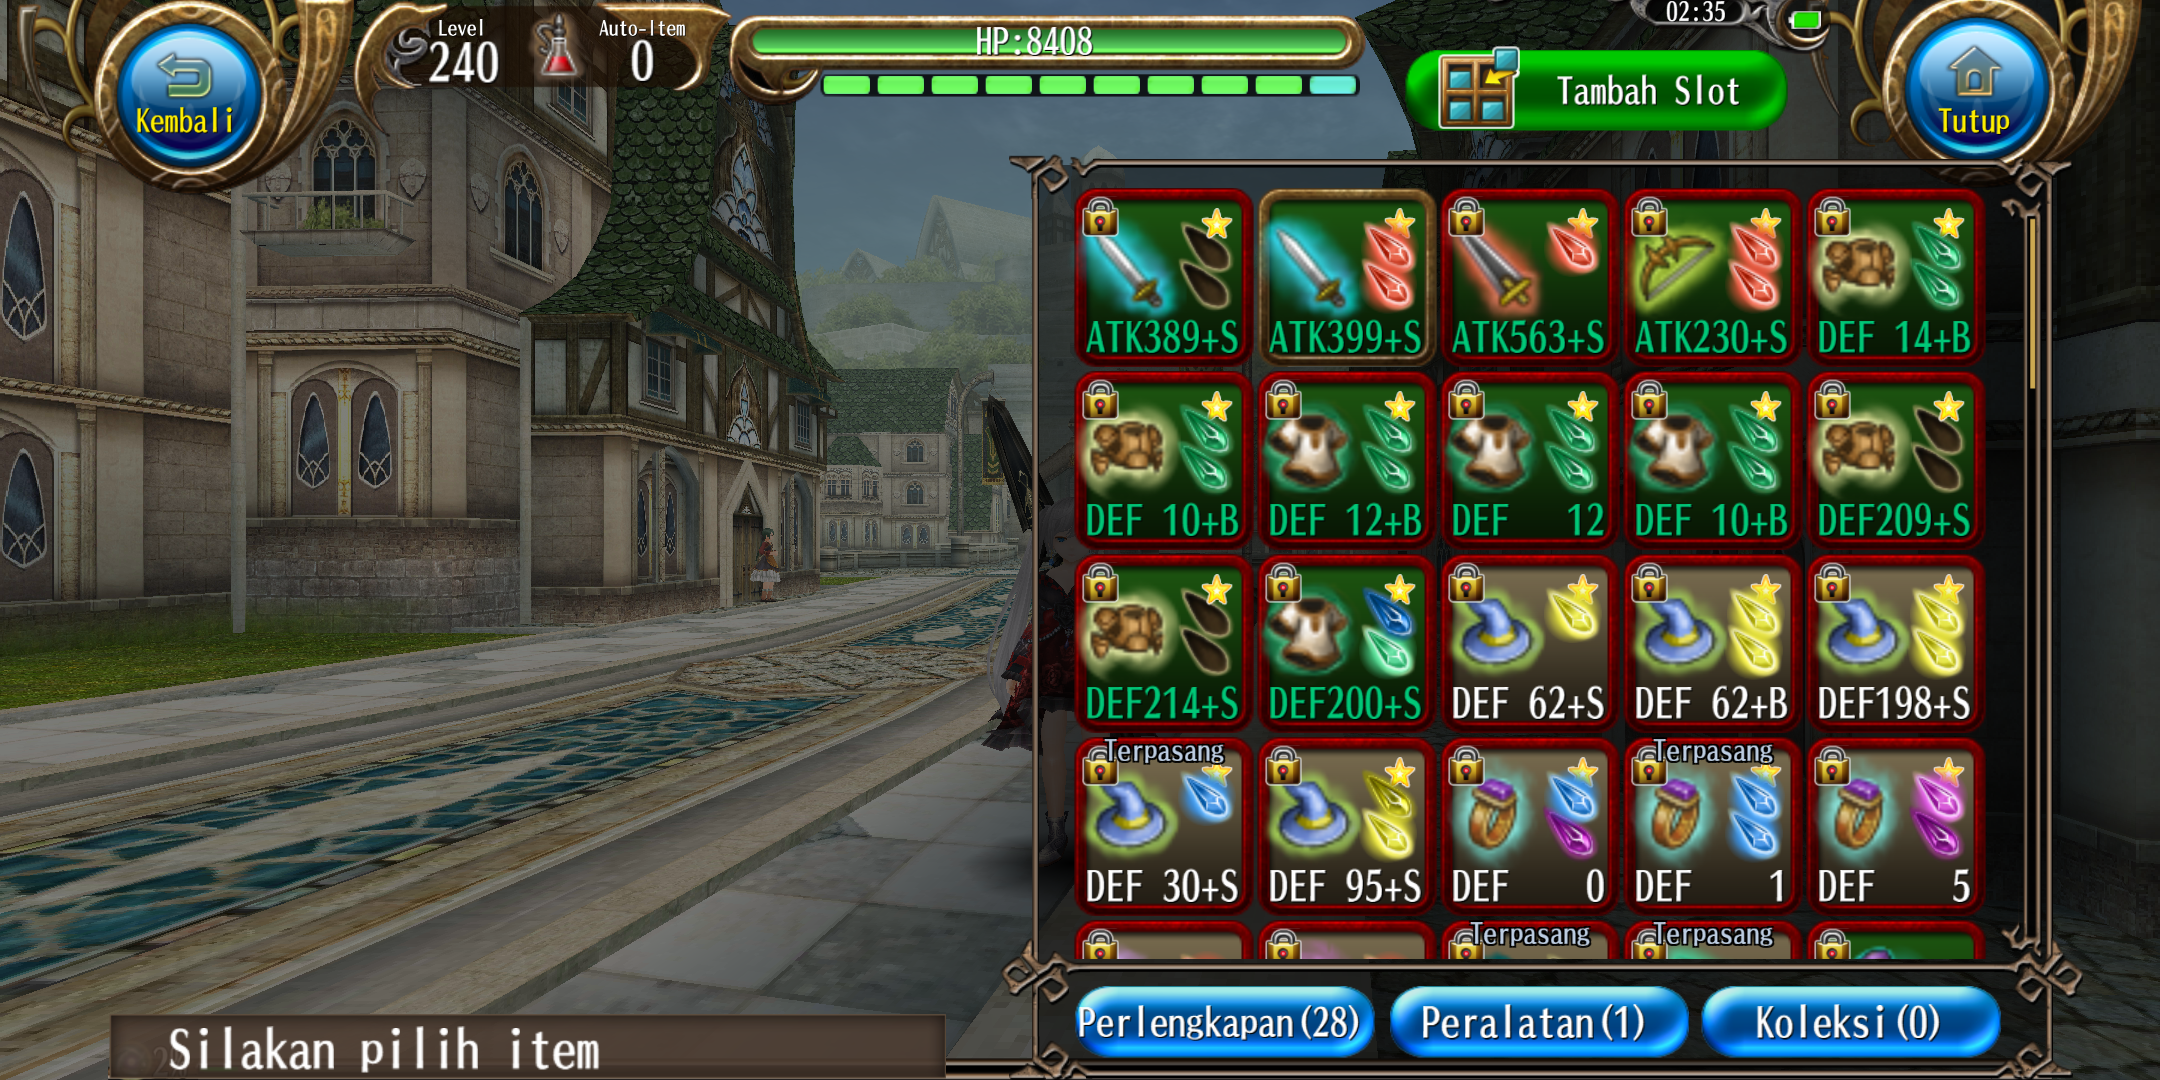 Kembali
Level
240
Auto-Item
0
HP:8408
02:35
Tambah Slot
Tutup
ATK389+S
ATK399+S
ATK563+S
ATK230+S
DEF 14+B
DEF 10+B
DEF 12+B
DEF 12
DEF 10+B
DEF209+S
DEF214+S
DEF200+S
DEF 62+S
DEF 62+B
DEF198+S
Terpasang
DEF 30+S
DEF 95+S
DEF 0
Terpasang
DEF 1
DEF 5
Terpasang
Terpasang
Perlengkapan(28)
Peralatan(1)
Koleksi(0)
Silakan pilih item